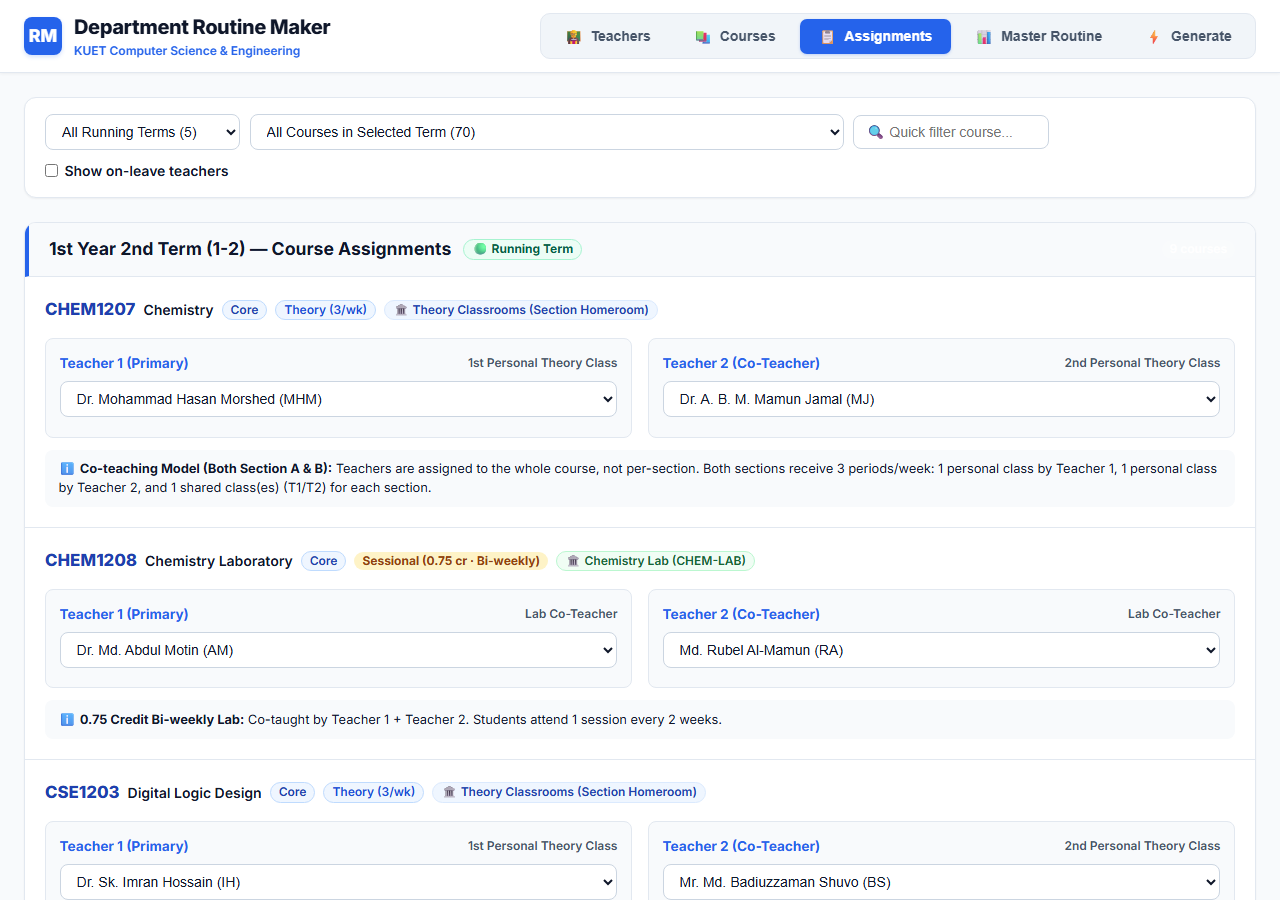 RM
Department Routine Maker
KUET Computer Science & Engineering
Teachers
Courses
Assignments
Master Routine
Generate
All Running Terms (5)
All Courses in Selected Term (70)
Quick filter course...
Show on-leave teachers
1st Year 2nd Term (1-2) — Course Assignments
Running Term
CHEM1207 Chemistry Core Theory (3/wk) Theory Classrooms (Section Homeroom)
Teacher 1 (Primary) 1st Personal Theory Class
Dr. Mohammad Hasan Morshed (MHM)
Teacher 2 (Co-Teacher) 2nd Personal Theory Class
Dr. A. B. M. Mamun Jamal (MJ)
Co-teaching Model (Both Section A & B): Teachers are assigned to the whole course, not per-section. Both sections receive 3 periods/week: 1 personal class by Teacher 1, 1 personal class
by Teacher 2, and 1 shared class(es) (T1/T2) for each section.
CHEM1208 Chemistry Laboratory Core Sessional (0.75 cr · Bi-weekly) Chemistry Lab (CHEM-LAB)
Teacher 1 (Primary) Lab Co-Teacher
Dr. Md. Abdul Motin (AM)
Teacher 2 (Co-Teacher) Lab Co-Teacher
Md. Rubel Al-Mamun (RA)
0.75 Credit Bi-weekly Lab: Co-taught by Teacher 1 + Teacher 2. Students attend 1 session every 2 weeks.
CSE1203 Digital Logic Design Core Theory (3/wk) Theory Classrooms (Section Homeroom)
Teacher 1 (Primary) 1st Personal Theory Class
Dr. Sk. Imran Hossain (IH)
Teacher 2 (Co-Teacher) 2nd Personal Theory Class
Mr. Md. Badiuzzaman Shuvo (BS)